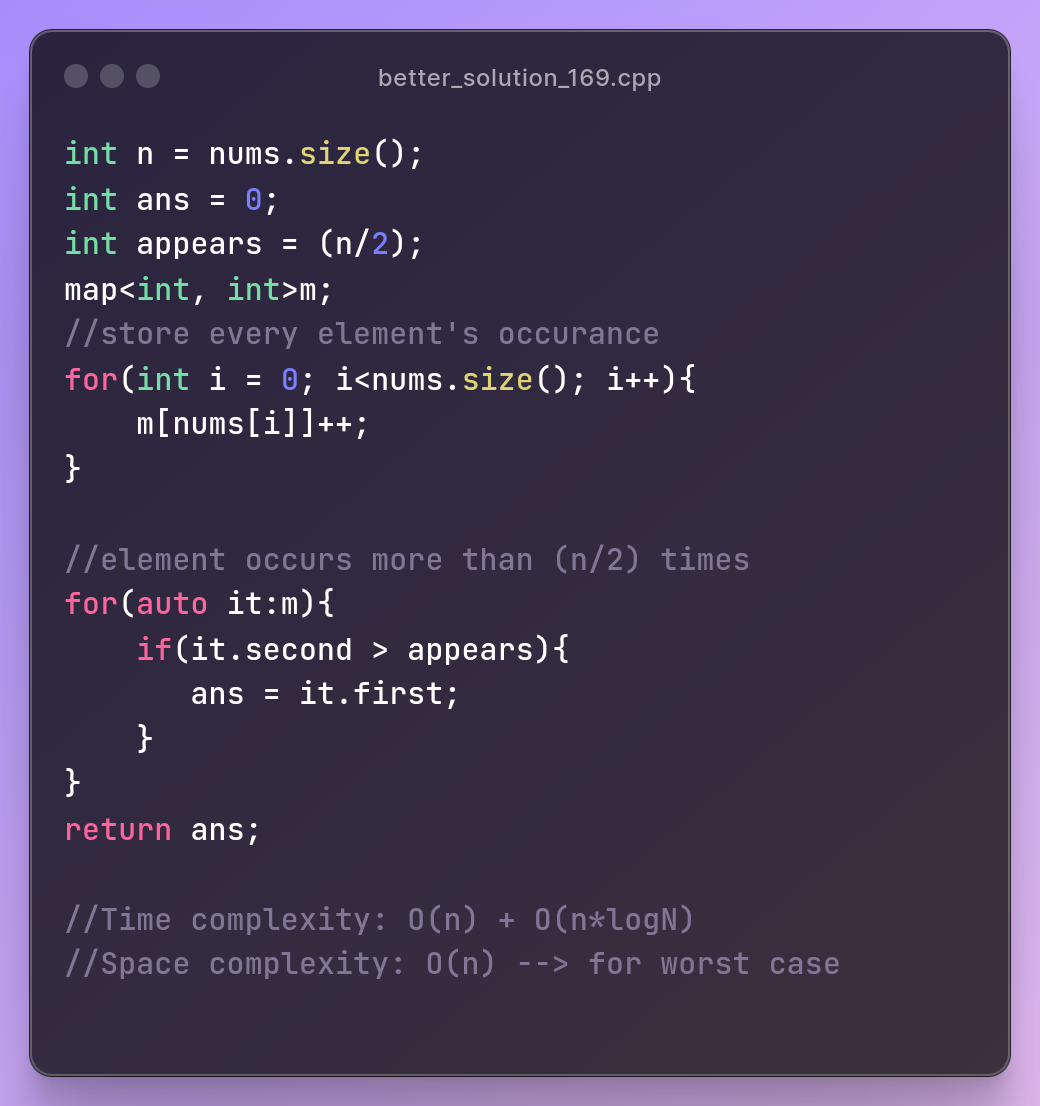 better_solution_169.cpp
int n = nums.size();
int ans = 0;
int appears = (n/2);
map<int, int>m;
//store every element's occurance
for(int i = 0; i<nums.size(); i++){
    m[nums[i]]++;
}
//element occurs more than (n/2) times
for(auto it:m){
    if(it.second > appears){
       ans = it.first;
    }
}
return ans;
//Time complexity: O(n) + O(n*logN)
//Space complexity: O(n) --> for worst case